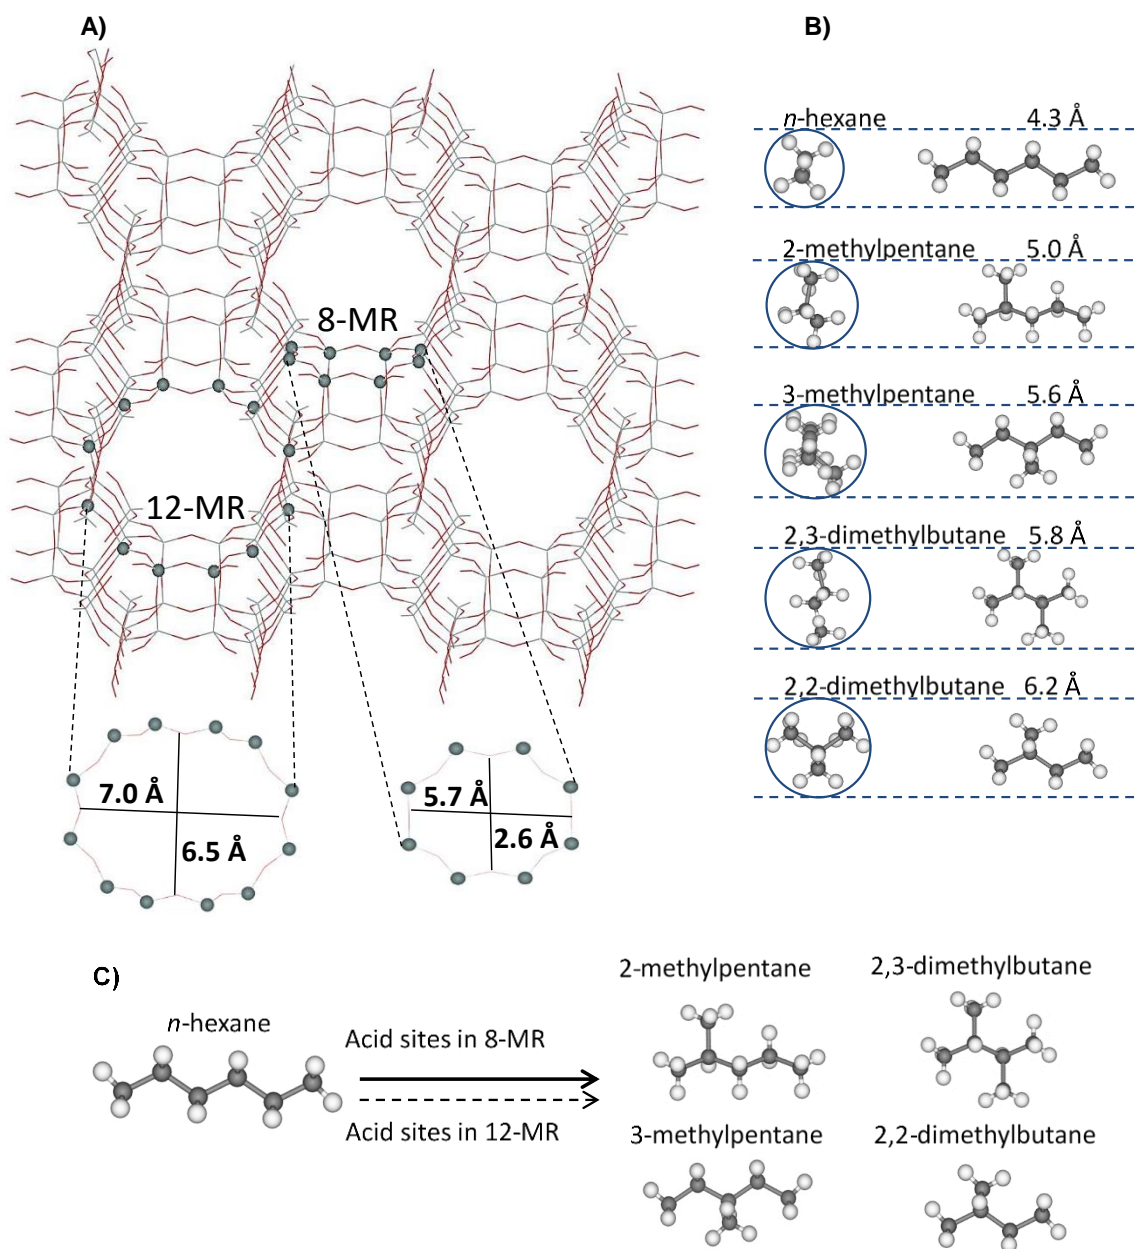 A)
8-MR
12-MR
7.0 Å
6.5 Å
5.7 Å
2.6 Å
B)
n-hexane 4.3 Å
2-methylpentane 5.0 Å
3-methylpentane 5.6 Å
2,3-dimethylbutane 5.8 Å
2,2-dimethylbutane 6.2 Å
C)
n-hexane
Acid sites in 8-MR
Acid sites in 12-MR
2-methylpentane 2,3-dimethylbutane
3-methylpentane 2,2-dimethylbutane